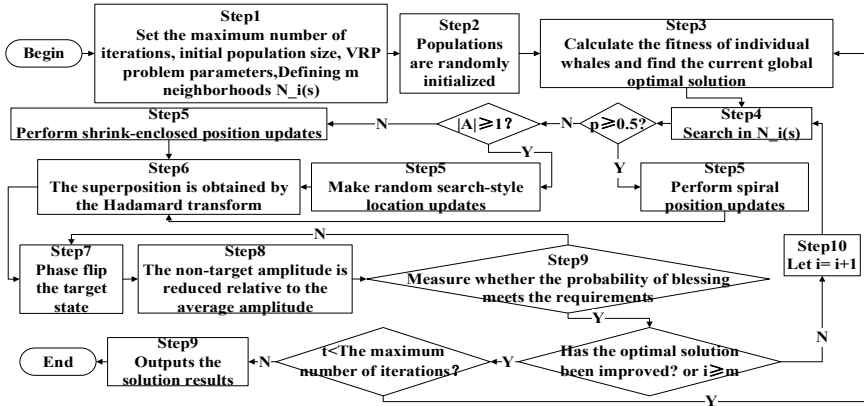 Begin
Step1
Set the maximum number of
iterations, initial population size, VRP
problem parameters,Defining m
neighborhoods N_i(s)
Step2
Populations
are randomly
initialized
Step3
Calculate the fitness of individual
whales and find the current global
optimal solution
Step5
Perform shrink-enclosed position updates
N
|A|≥1?
N
p≥0.5?
Step4
Search in N_i(s)
Y
Y
Step6
The superposition is obtained by
the Hadamard transform
Step5
Make random search-style
location updates
Step5
Perform spiral
position updates
N
Step7
Phase flip
the target
state
Step8
The non-target amplitude is
reduced relative to the
average amplitude
Step9
Measure whether the probability of blessing
meets the requirements
Step10
Let i= i+1
Y
N
End
Step9
Outputs the
solution results
N
t<The maximum
number of iterations?
Y
Has the optimal solution
been improved? or i≥m
Y